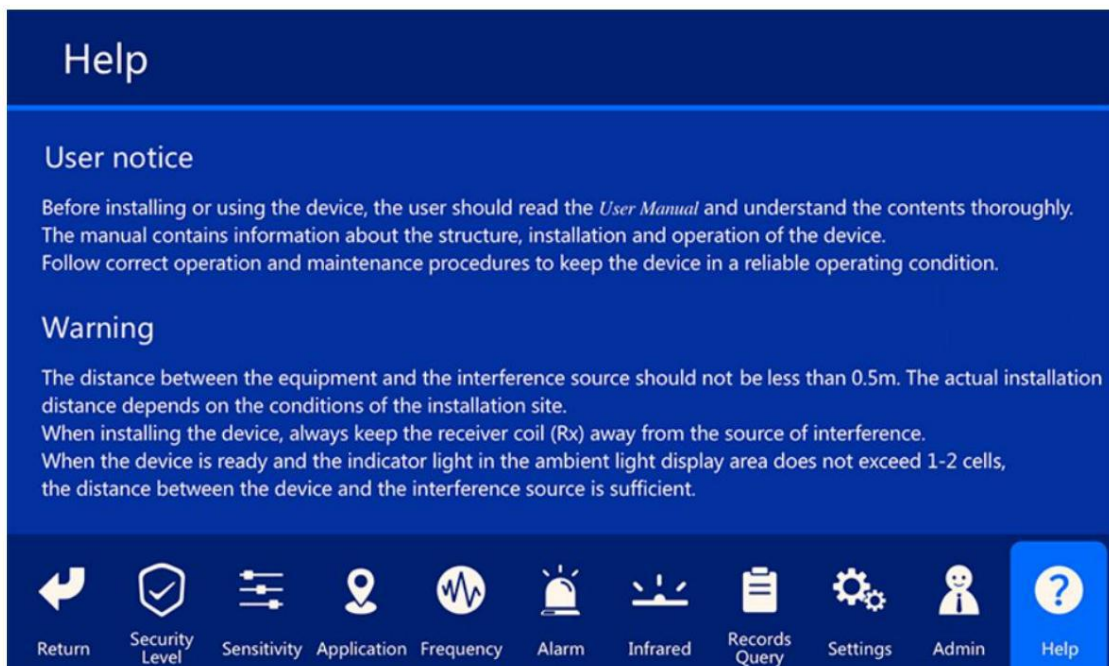 Help
User notice
Before installing or using the device, the user should read the User Manual and understand the contents thoroughly.
The manual contains information about the structure, installation and operation of the device.
Follow correct operation and maintenance procedures to keep the device in a reliable operating condition.
Warning
The distance between the equipment and the interference source should not be less than 0.5m. The actual installation
distance depends on the conditions of the installation site.
When installing the device, always keep the receiver coil (Rx) away from the source of interference.
When the device is ready and the indicator light in the ambient light display area does not exceed 1-2 cells,
the distance between the device and the interference source is sufficient.
Return
Security
Level
Sensitivity
Application
Frequency
Alarm
Infrared
Records
Query
Settings
Admin
Help